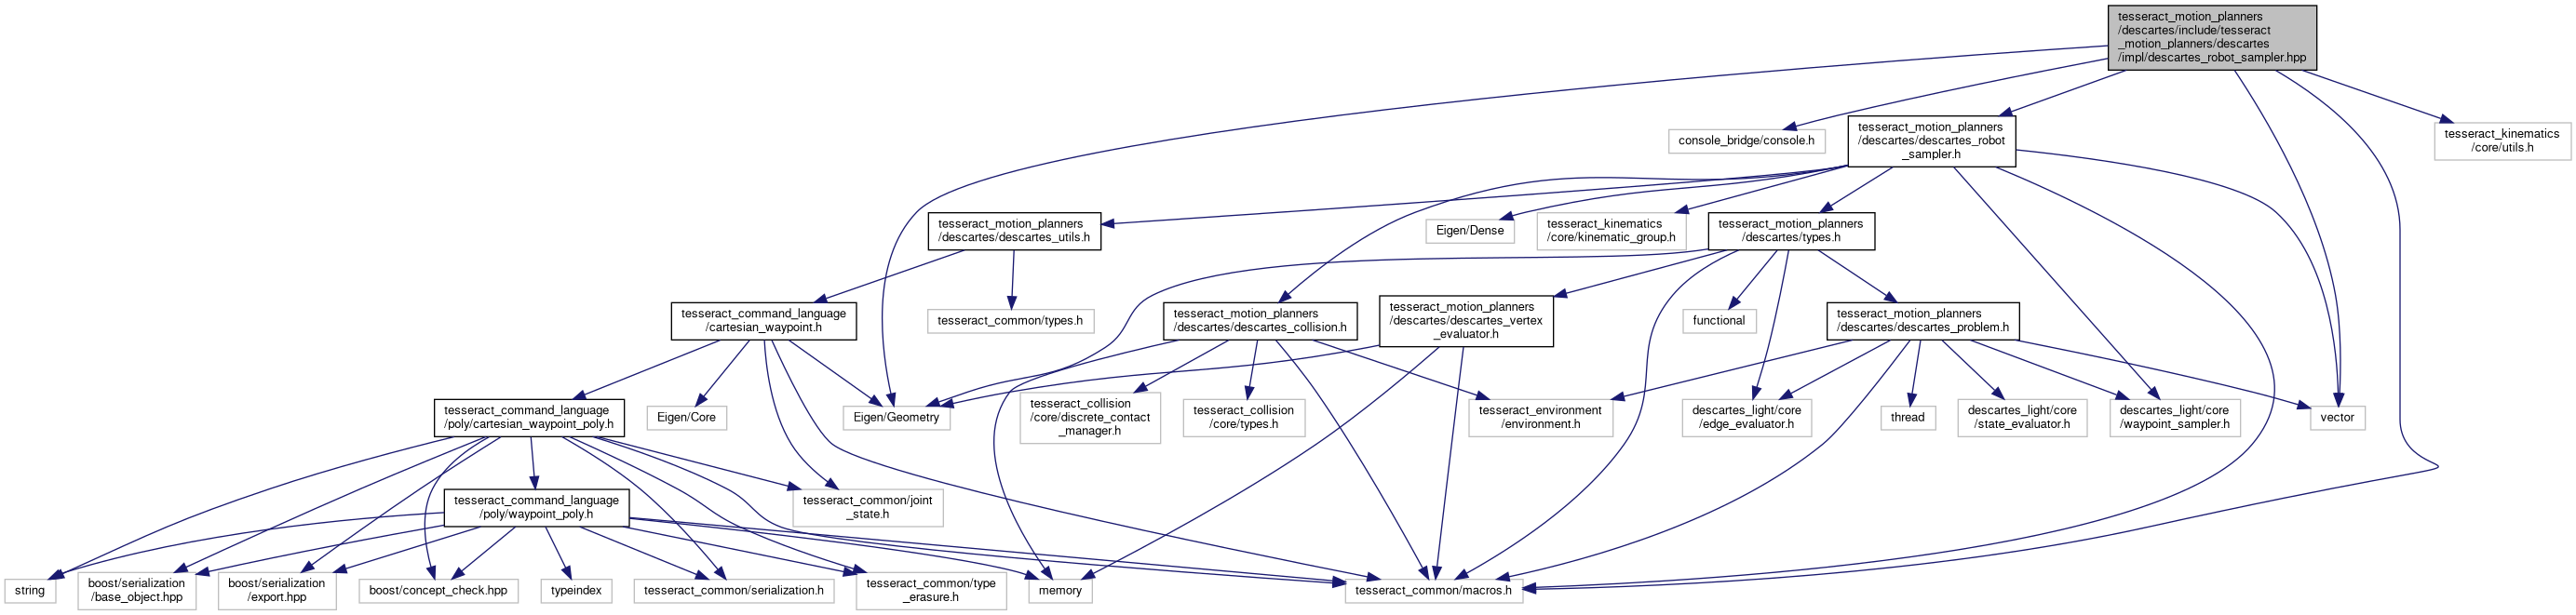 tesseract_motion_planners
/descartes/include/tesseract
_motion_planners/descartes
/impl/descartes_robot_sampler.hpp
console_bridge/console.h
tesseract_motion_planners
/descartes/descartes_robot
_sampler.h
tesseract_kinematics
/core/utils.h
tesseract_motion_planners
/descartes/descartes_utils.h
Eigen/Dense
tesseract_kinematics
/core/kinematic_group.h
tesseract_motion_planners
/descartes/types.h
tesseract_command_language
/cartesian_waypoint.h
tesseract_common/types.h
tesseract_motion_planners
/descartes/descartes_collision.h
tesseract_motion_planners
/descartes/descartes_vertex
_evaluator.h
functional
tesseract_motion_planners
/descartes/descartes_problem.h
tesseract_command_language
/poly/cartesian_waypoint_poly.h
Eigen/Core
Eigen/Geometry
tesseract_collision
/core/discrete_contact
_manager.h
tesseract_collision
/core/types.h
tesseract_environment
/environment.h
descartes_light/core
/edge_evaluator.h
thread
descartes_light/core
/state_evaluator.h
descartes_light/core
/waypoint_sampler.h
vector
tesseract_command_language
/poly/waypoint_poly.h
tesseract_common/joint
_state.h
string
boost/serialization
/base_object.hpp
boost/serialization
/export.hpp
boost/concept_check.hpp
typeindex
tesseract_common/serialization.h
tesseract_common/type
_erasure.h
memory
tesseract_common/macros.h